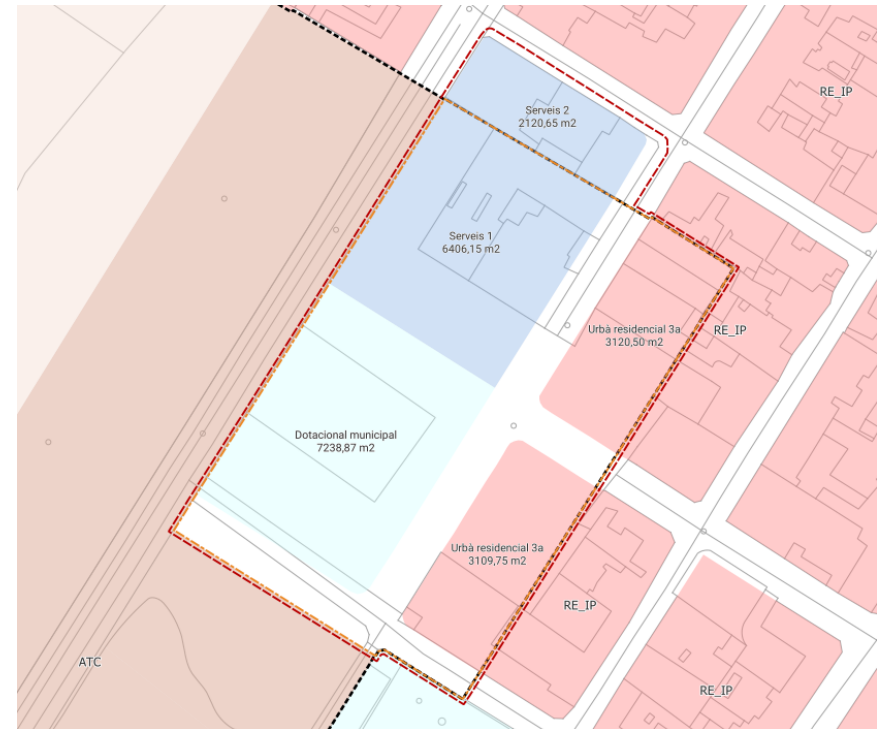 RE_IP
Serveis 2
2120,65 m2
Serveis 1
6406,15 m2
Urbà residencial 3a
3120,50 m2
RE_IP
Dotacional municipal
7238,87 m2
Urbà residencial 3a
3109,75 m2
RE_IP
ATC
RE_IP